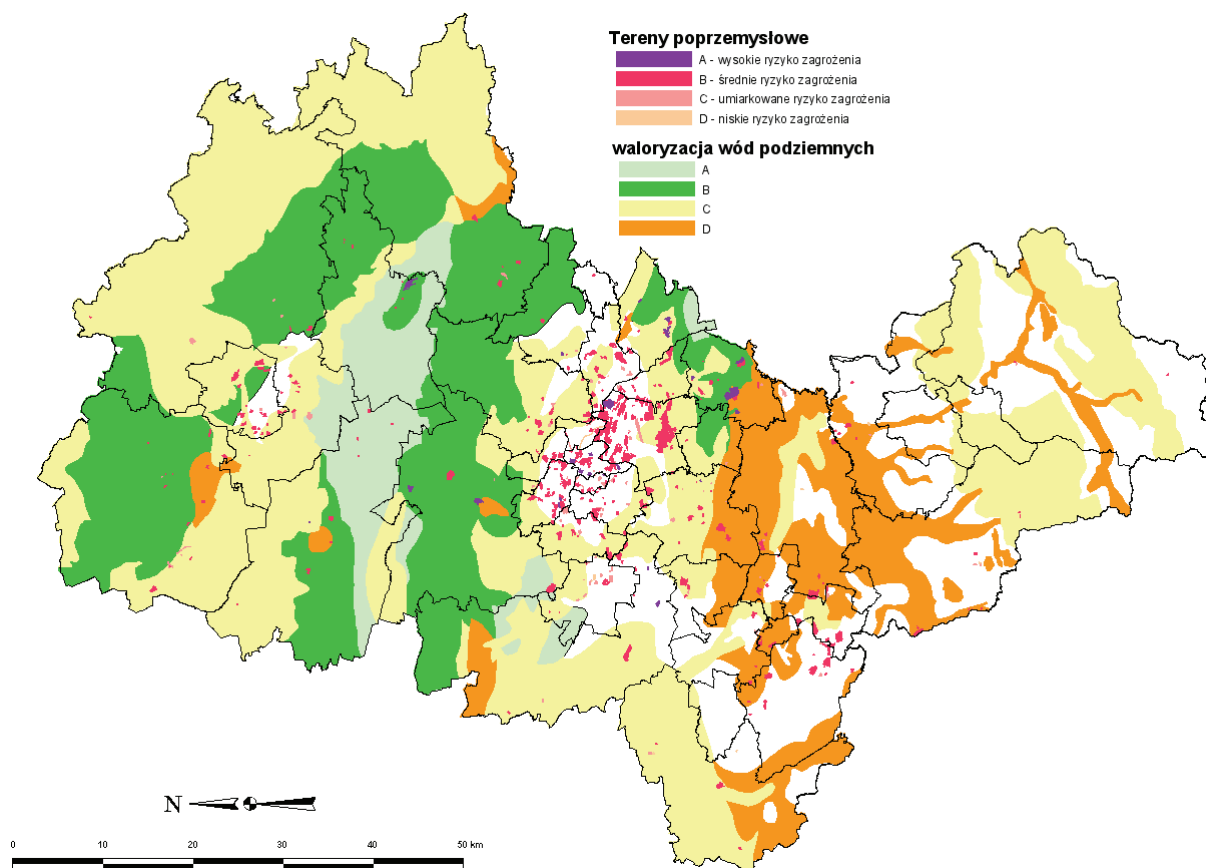 Tereny poprzemysłowe
A - wysokie ryzyko zagrożenia
B - średnie ryzyko zagrożenia
C - umiarkowane ryzyko zagrożenia
D - niskie ryzyko zagrożenia
waloryzacja wód podziemnych
A
B
C
D
N
0 10 20 30 40 50 km